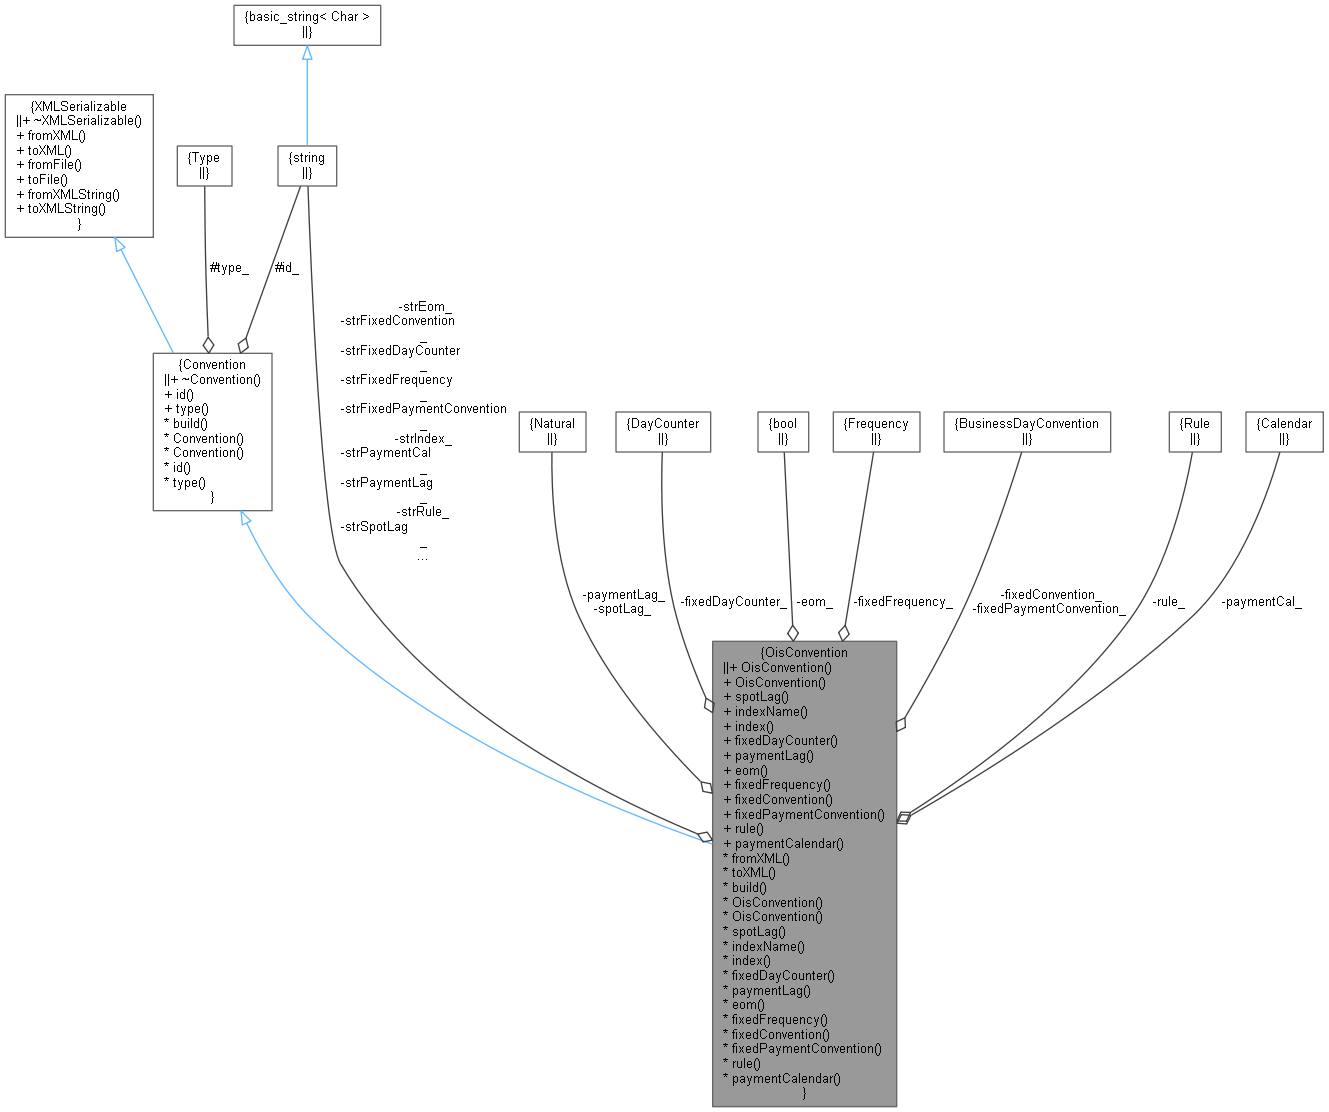 {basic_string< Char >
||}
{XMLSerializable
||+ ~XMLSerializable()
+ fromXML()
+ toXML()
+ fromFile()
+ toFile()
+ fromXMLString()
+ toXMLString()
}
{Type
||}
{string
||}
#type_
#id_
-strEom_
-strFixedConvention
_
-strFixedDayCounter
_
-strFixedFrequency
_
-strFixedPaymentConvention
_
-strIndex_
-strPaymentCal
_
-strPaymentLag
_
-strRule_
-strSpotLag
_
...
{Convention
||+ ~Convention()
+ id()
+ type()
* build()
* Convention()
* Convention()
* id()
* type()
}
{Natural
||}
{DayCounter
||}
{bool
||}
{Frequency
||}
{BusinessDayConvention
||}
{Rule
||}
{Calendar
||}
-paymentLag_
-spotLag_
-fixedDayCounter_
-eom_
-fixedFrequency_
-fixedConvention_
-fixedPaymentConvention_
-rule_
-paymentCal_
{OisConvention
||+ OisConvention()
+ OisConvention()
+ spotLag()
+ indexName()
+ index()
+ fixedDayCounter()
+ paymentLag()
+ eom()
+ fixedFrequency()
+ fixedConvention()
+ fixedPaymentConvention()
+ rule()
+ paymentCalendar()
* fromXML()
* toXML()
* build()
* OisConvention()
* OisConvention()
* spotLag()
* indexName()
* index()
* fixedDayCounter()
* paymentLag()
* eom()
* fixedFrequency()
* fixedConvention()
* fixedPaymentConvention()
* rule()
* paymentCalendar()
}